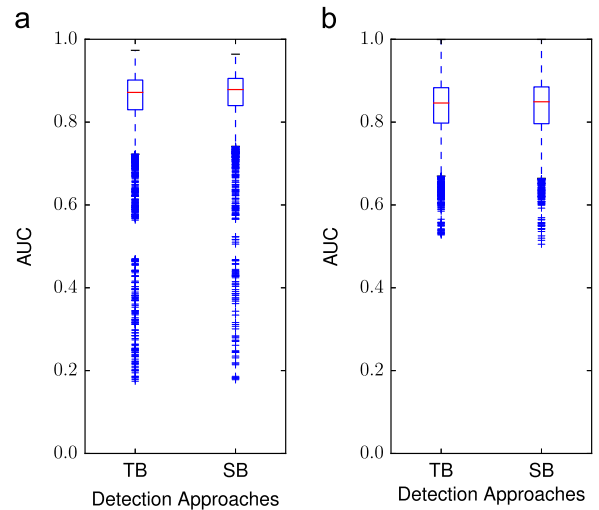 a
b
1.0
0.8
0.6
0.4
0.2
0.0
AUC
TB
SB
Detection Approaches
1.0
0.8
0.6
0.4
0.2
0.0
AUC
TB
SB
Detection Approaches